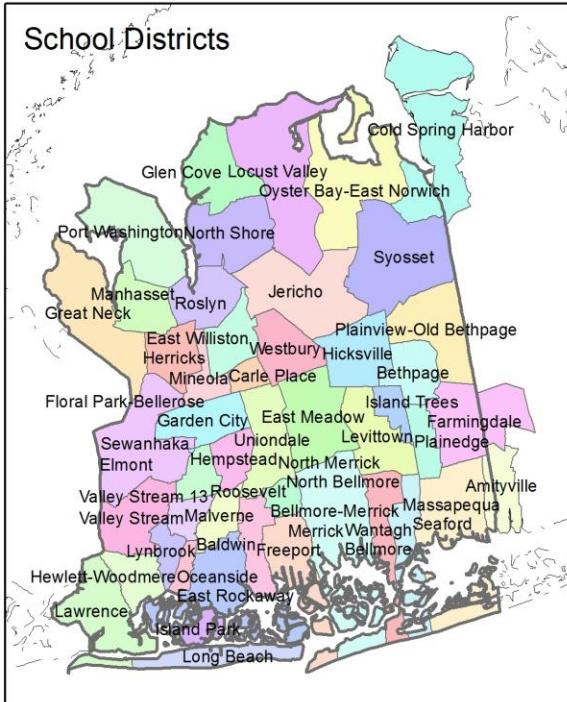 School Districts
Cold Spring Harbor
Glen Cove
Locust Valley
Oyster Bay-East Norwich
Port Washington
North Shore
Syosset
Manhasset
Roslyn
Jericho
Great Neck
East Williston
Plainview-Old Bethpage
Herricks
Westbury
Hicksville
Mineola
Carle Place
Bethpage
Floral Park-Bellerose
Island Trees
Garden City
East Meadow
Farmingdale
Sewanhaka
Uniondale
Levittown
Plainedge
Elmont
Hempstead
North Merrick
North Bellmore
Amityville
Valley Stream 13
Roosevelt
Bellmore-Merrick
Massapequa
Valley Stream
Malverne
Merrick
Wantagh
Seaford
Lynbrook
Baldwin
Freeport
Bellmore
Hewlett-Woodmere
Oceanside
East Rockaway
Lawrence
Island Park
Long Beach